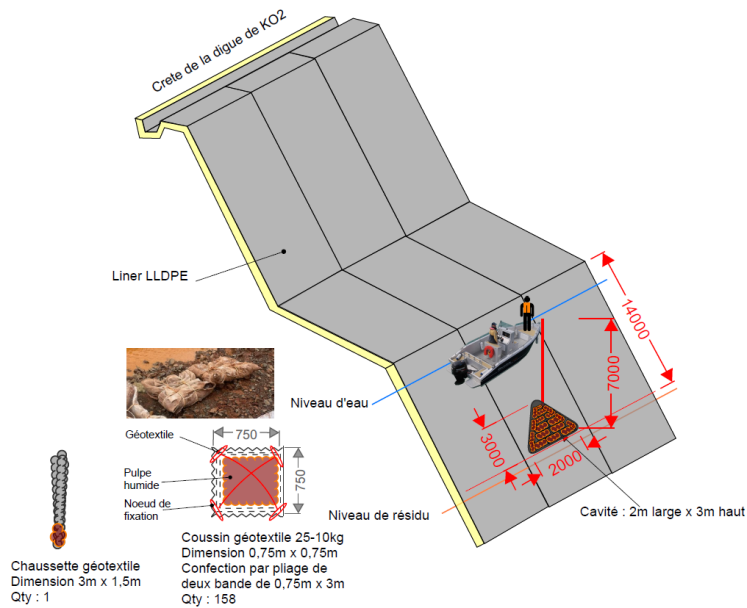 Crete de la digue de KO2
Liner LLDPE
14000
7000
Niveau d'eau
3000
2000
Niveau de résidu
Cavité : 2m large x 3m haut
Géotextile
750
750
Pulpe
humide
Noeud de
fixation
Coussin géotextile 25-10kg
Dimension 0,75m x 0,75m
Confection par pliage de
deux bande de 0,75m x 3m
Qty : 158
Chaussette géotextile
Dimension 3m x 1,5m
Qty : 1